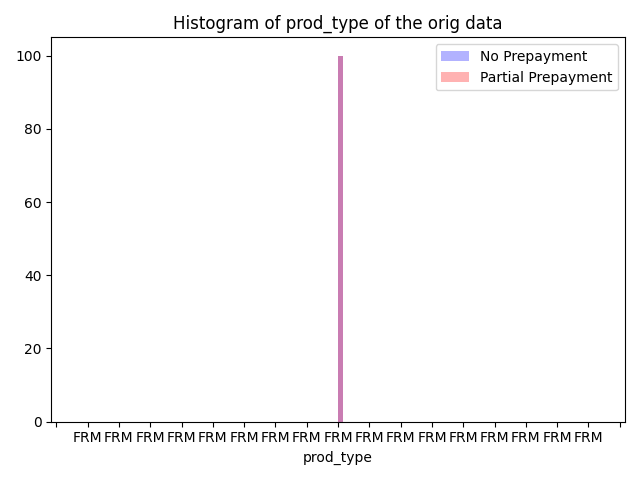 Histogram of prod_type of the orig data
No Prepayment
Partial Prepayment
100
80
60
40
20
0
FRM FRM FRM FRM FRM FRM FRM FRM FRM FRM FRM FRM FRM FRM FRM FRM FRM
prod_type